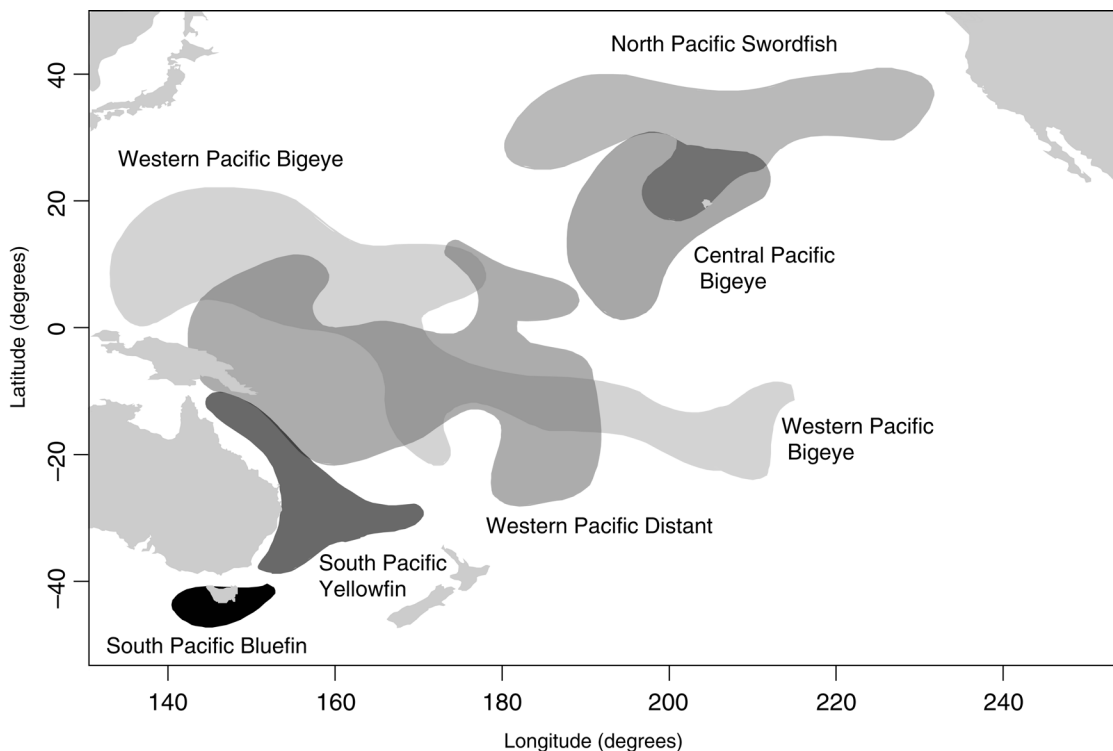 North Pacific Swordfish
Western Pacific Bigeye
Central Pacific
Bigeye
Western Pacific
Bigeye
Western Pacific Distant
South Pacific
Yellowfin
South Pacific Bluefin
Latitude (degrees)
40
20
0
−20
−40
140
160
180
200
220
240
Longitude (degrees)